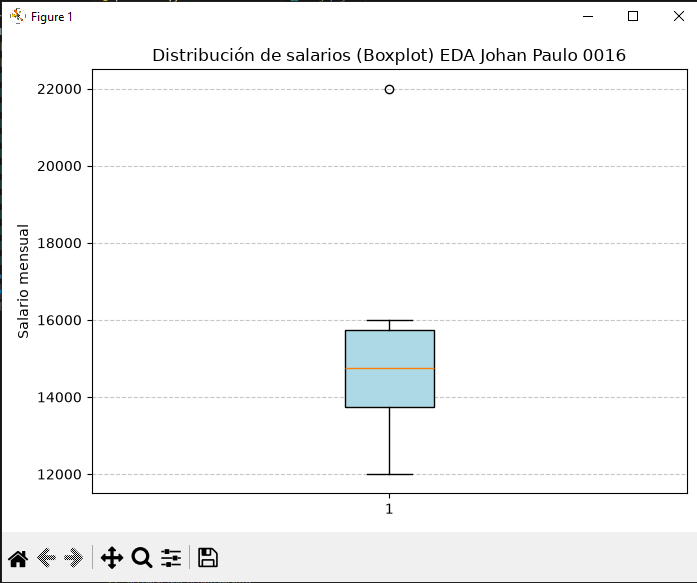 Figure 1
Distribución de salarios (Boxplot) EDA Johan Paulo 0016
22000
20000
18000
16000
14000
12000
Salario mensual
1